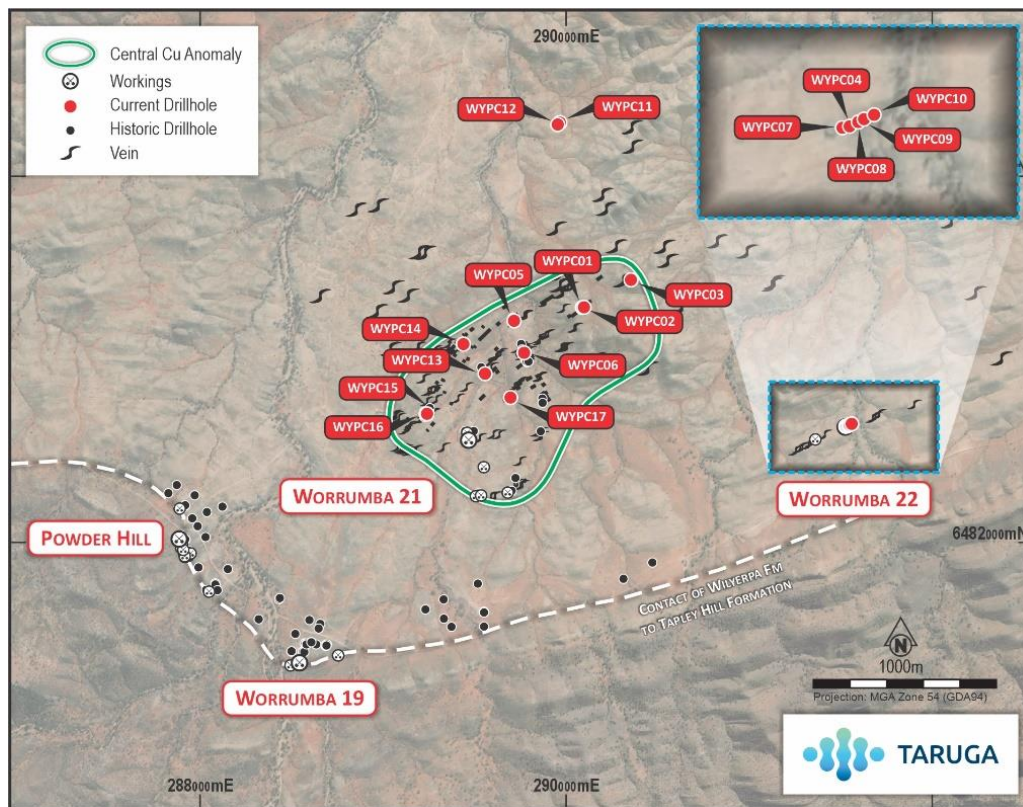 Central Cu Anomaly
Workings
Current Drillhole
Historic Drillhole
Vein
290000mE
WYPC12
WYPC11
WYPC04
WYPC10
WYPC07
WYPC09
WYPC08
WYPC01
WYPC05
WYPC03
WYPC02
WYPC14
WYPC13
WYPC06
WYPC15
WYPC17
WYPC16
WORRUMBA 21
WORRUMBA 22
POWDER HILL
6482000mN
CONTACT OF WILYERPA FM
TO TAPLEY HILL FORMATION
N
1000m
Projection: MGA Zone 54 (GDA94)
WORRUMBA 19
TARUGA
288000mE
290000mE